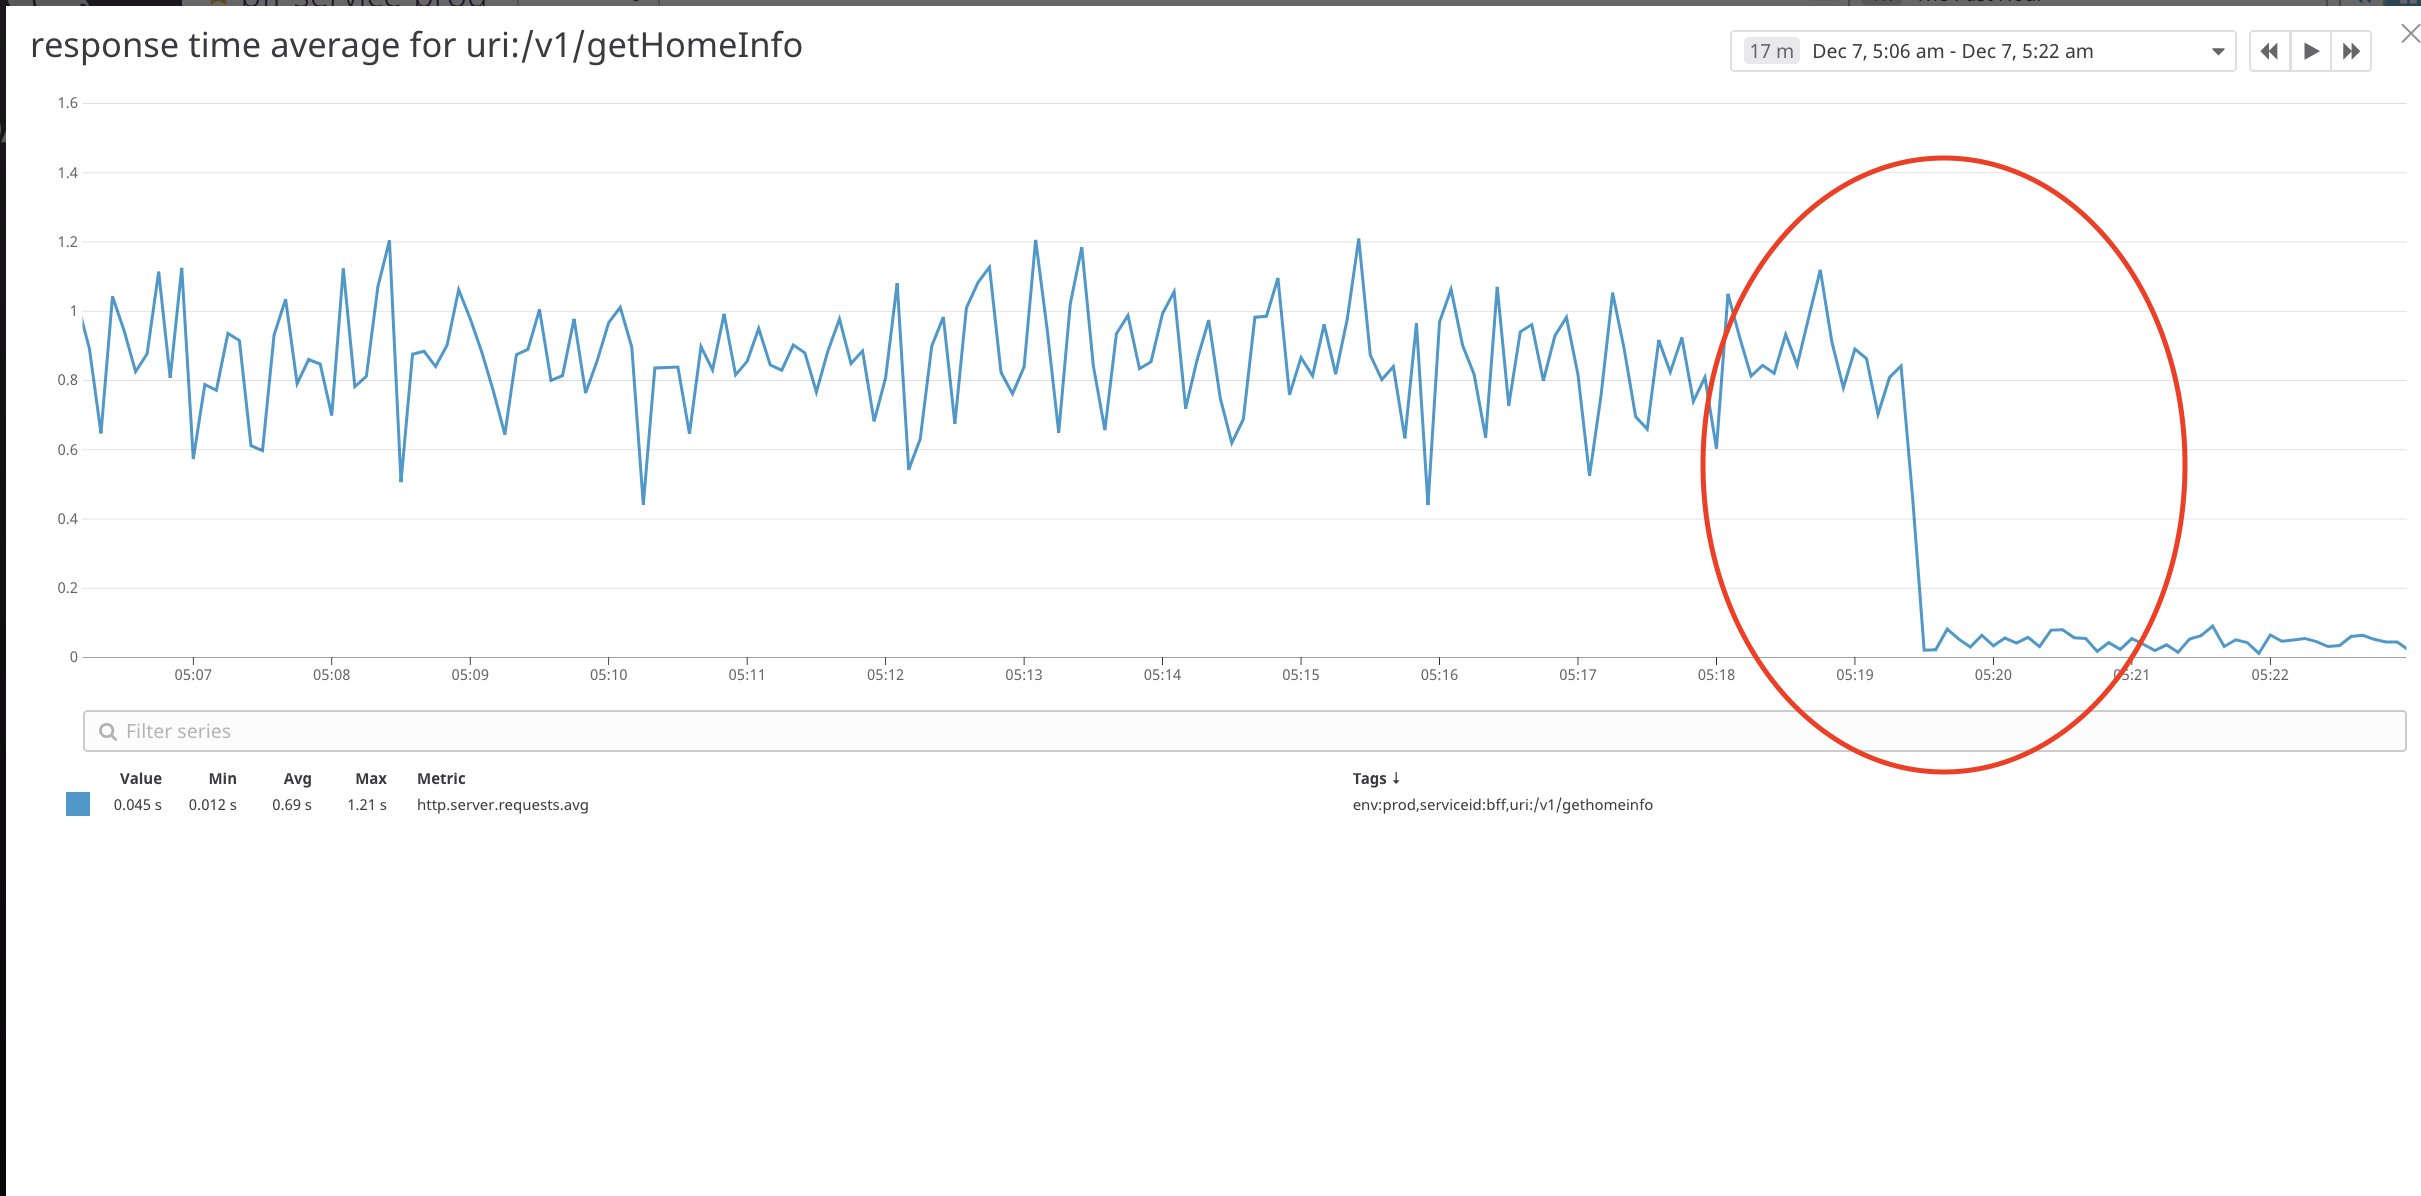 response time average for uri:/v1/getHomeInfo
17 m Dec 7, 5:06 am - Dec 7, 5:22 am
1.6
1.4
1.2
1
0.8
0.6
0.4
0.2
0
05:07 05:08 05:09 05:10 05:11 05:12 05:13 05:14 05:15 05:16 05:17 05:18 05:19 05:20 05:21 05:22
Filter series
Value Min Avg Max Metric Tags ↓
0.045 s 0.012 s 0.69 s 1.21 s http.server.requests.avg env:prod,serviceid:bff,uri:/v1/gethomeinfo